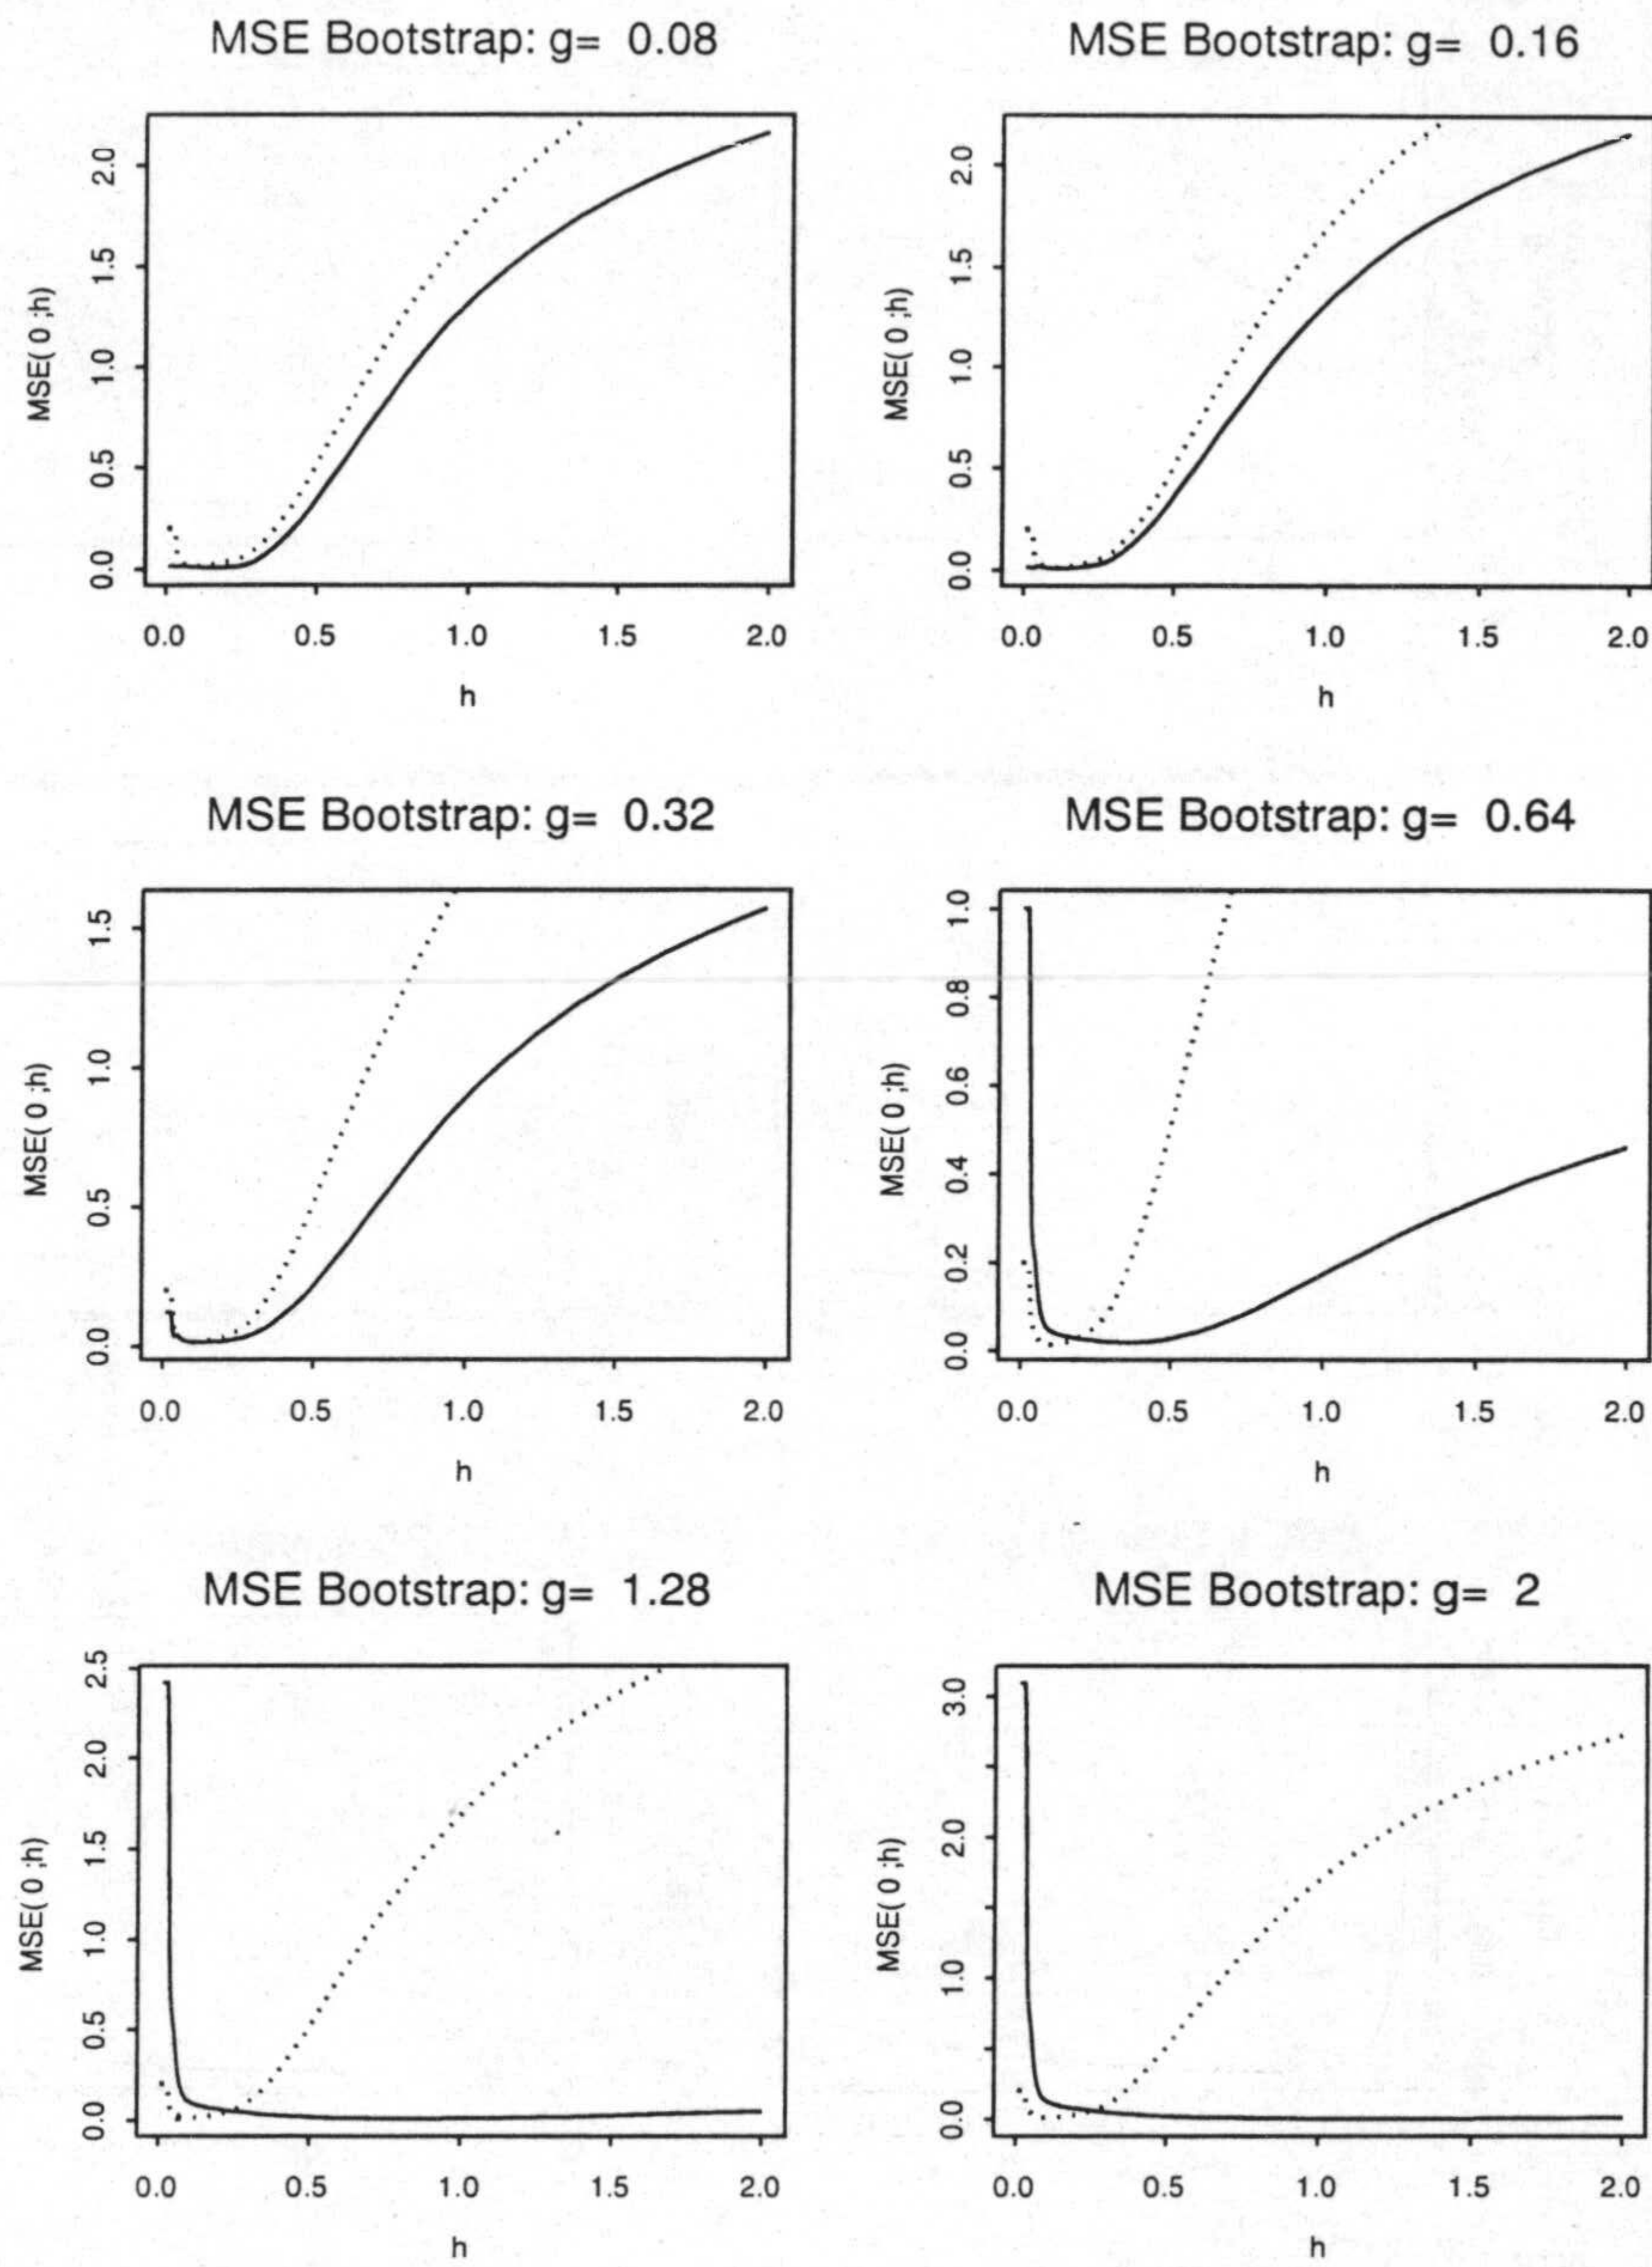 MSE Bootstrap: g= 0.08
MSE( 0 ;h)
2.0
1.5
1.0
0.5
0.0
0.0 0.5 1.0 1.5 2.0
h
MSE Bootstrap: g= 0.16
MSE( 0 ;h)
2.0
1.5
1.0
0.5
0.0
0.0 0.5 1.0 1.5 2.0
h
MSE Bootstrap: g= 0.32
MSE( 0 ;h)
1.5
1.0
0.5
0.0
0.0 0.5 1.0 1.5 2.0
h
MSE Bootstrap: g= 0.64
MSE( 0 ;h)
1.0
0.8
0.6
0.4
0.2
0.0
0.0 0.5 1.0 1.5 2.0
h
MSE Bootstrap: g= 1.28
MSE( 0 ;h)
2.5
2.0
1.5
1.0
0.5
0.0
0.0 0.5 1.0 1.5 2.0
h
MSE Bootstrap: g= 2
MSE( 0 ;h)
3.0
2.0
1.0
0.0
0.0 0.5 1.0 1.5 2.0
h